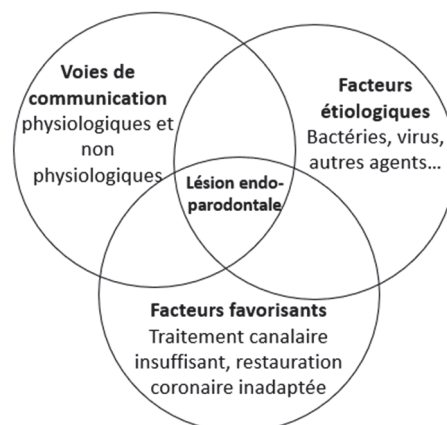 Voies de
communication
physiologiques et
non
physiologiques
Facteurs
étiologiques
Bactéries, virus,
autres agents…
Lésion endo-
parodontale
Facteurs favorisants
Traitement canalaire
insuffisant, restauration
coronaire inadaptée